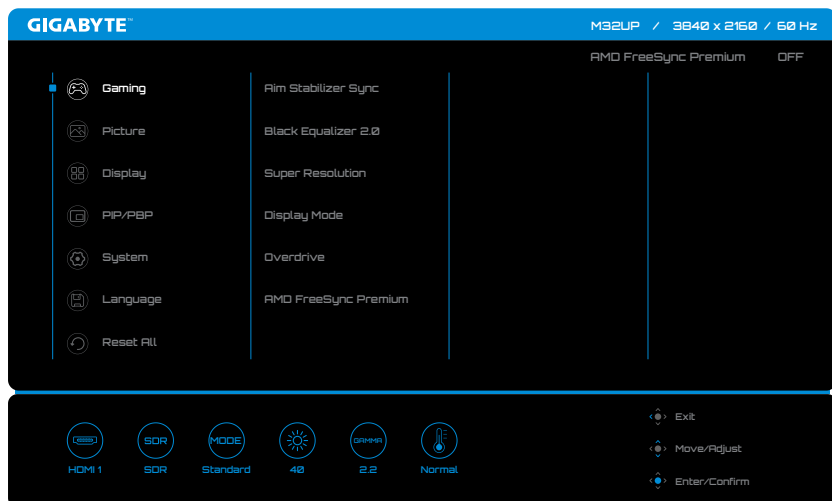 GIGABYTE™
M32UP / 3840 x 2160 / 60 Hz
AMD FreeSync Premium OFF
Gaming
Picture
Display
PIP/PBP
System
Language
Reset All
Aim Stabilizer Sync
Black Equalizer 2.0
Super Resolution
Display Mode
Overdrive
AMD FreeSync Premium
SDR
MODE
GAMMA
HDMI 1
SDR
Standard
40
2.2
Normal
Exit
Move/Adjust
Enter/Confirm